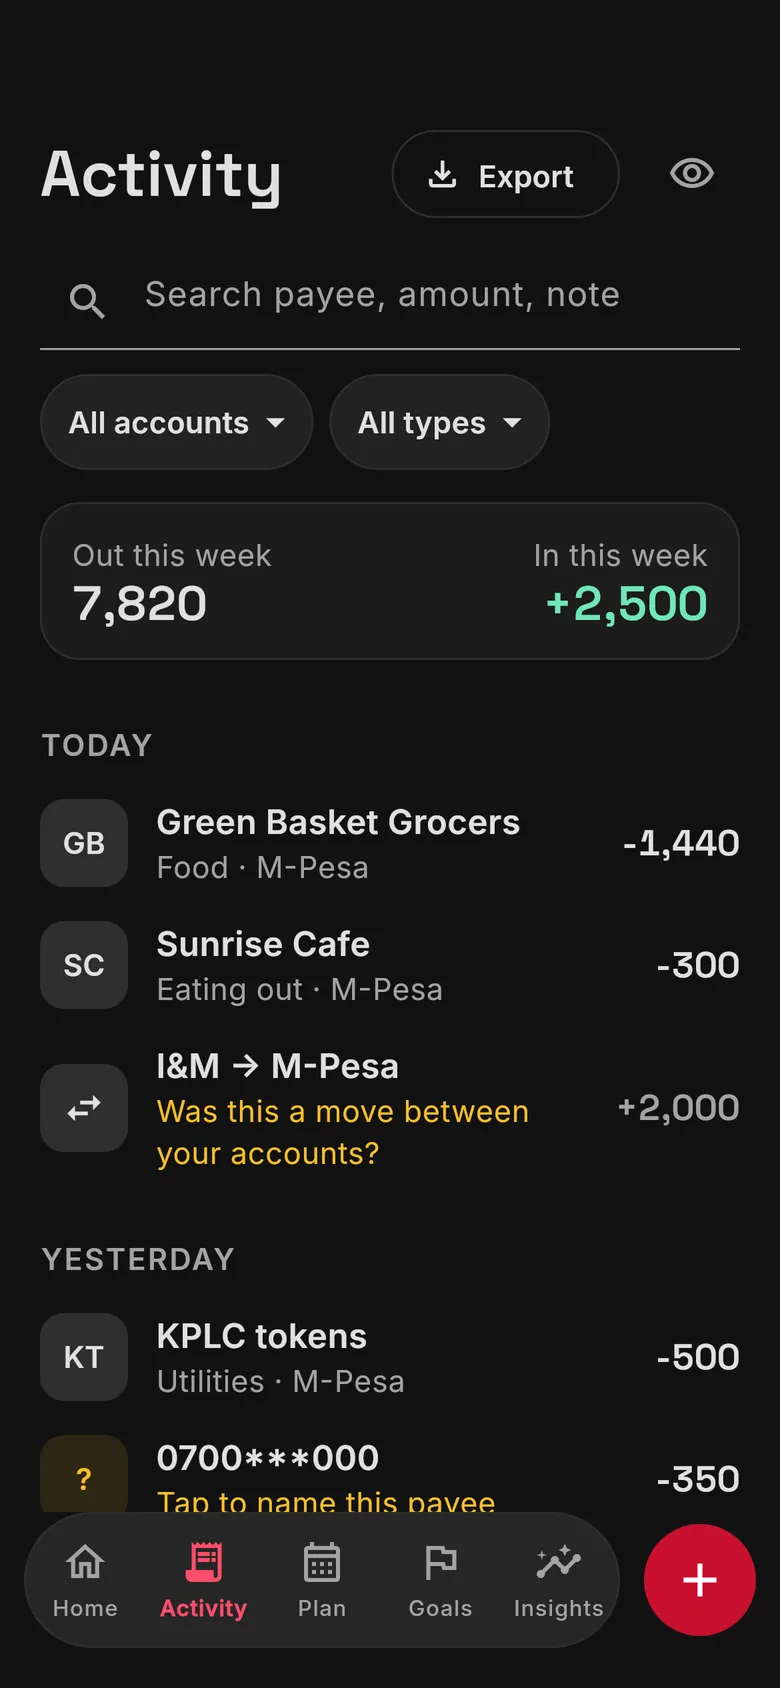 Activity
Export
Search payee, amount, note
All accounts
All types
Out this week
In this week
7,820
+2,500
TODAY
GB
Green Basket Grocers
Food · M-Pesa
-1,440
SC
Sunrise Cafe
Eating out · M-Pesa
-300
I&M → M-Pesa
Was this a move between
your accounts?
+2,000
YESTERDAY
KT
KPLC tokens
Utilities · M-Pesa
-500
?
0700***000
Tap to name this payee
-350
Home
Activity
Plan
Goals
Insights
+